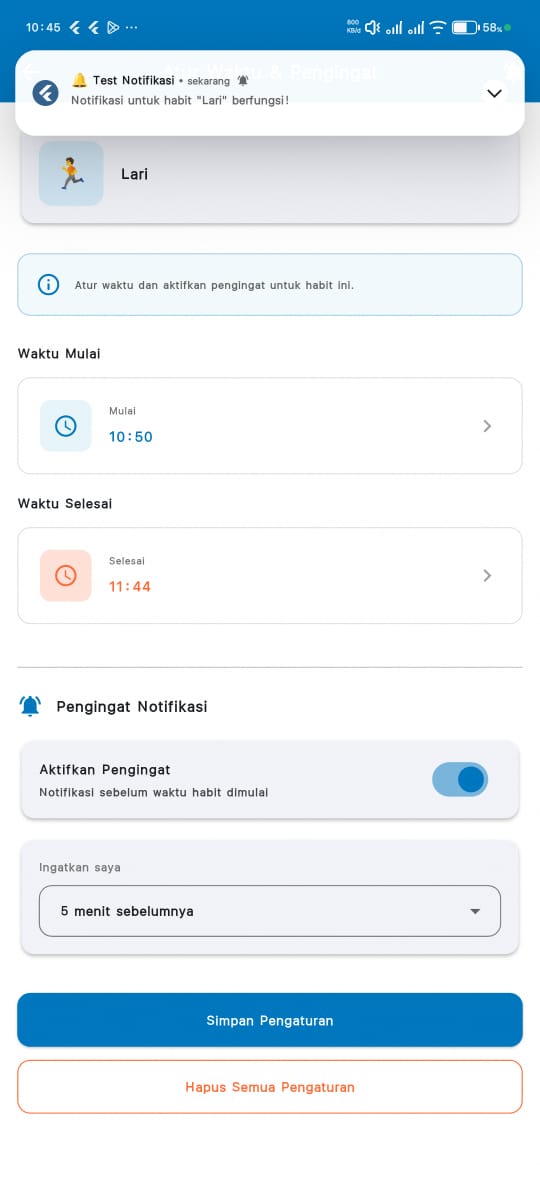 10:45 ···
800 KB/d 58%
Atur Waktu & Pengingat
🔔 Test Notifikasi • sekarang
Notifikasi untuk habit "Lari" berfungsi!
Lari
Atur waktu dan aktifkan pengingat untuk habit ini.
Waktu Mulai
Mulai
10:50
Waktu Selesai
Selesai
11:44
Pengingat Notifikasi
Aktifkan Pengingat
Notifikasi sebelum waktu habit dimulai
Ingatkan saya
5 menit sebelumnya
Simpan Pengaturan
Hapus Semua Pengaturan